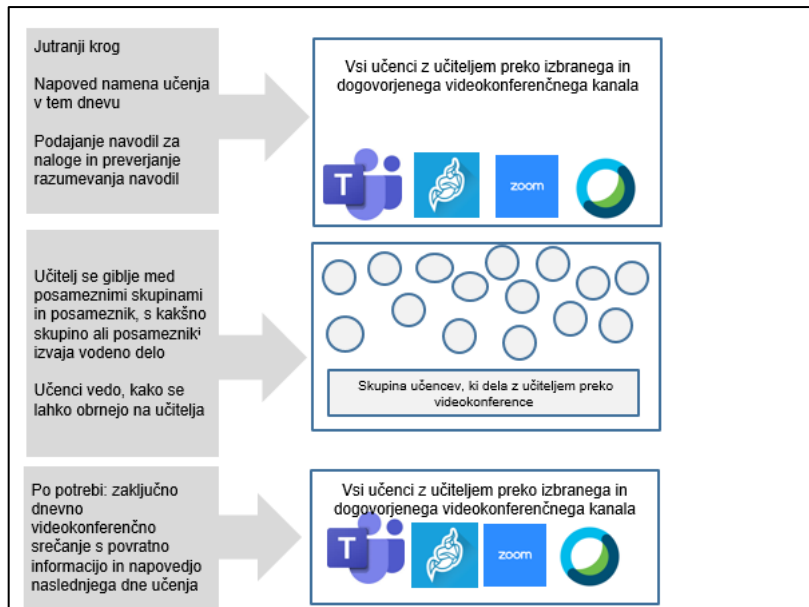 Jutranji krog
Napoved namena učenja
v tem dnevu
Podajanje navodil za
naloge in preverjanje
razumevanja navodil
Vsi učenci z učiteljem preko izbranega in
dogovorjenega videokonferenčnega kanala
T
zoom
Učitelj se giblje med
posameznimi skupinami
in posameznik, s kakšno
skupino ali posameznik
izvaja vodeno delo
Učenci vedo, kako se
lahko obrnejo na učitelja
Skupina učencev, ki dela z učiteljem preko
videokonference
Po potrebi: zaključno
dnevno
videokonferenčno
srečanje s povratno
informacijo in napovedjo
naslednjega dne učenja
Vsi učenci z učiteljem preko izbranega in
dogovorjenega videokonferenčnega kanala
T
zoom